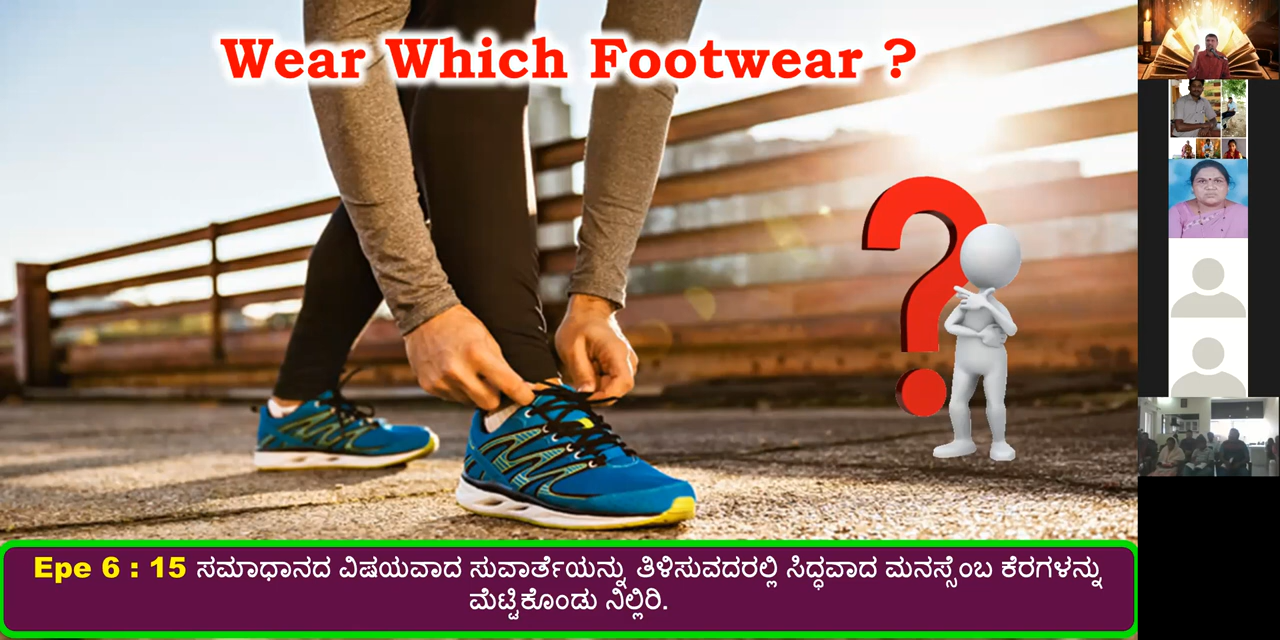 Wear Which Footwear ?
Epe 6 : 15 ಸಮಾಧಾನದ ವಿಷಯವಾದ ಸುವಾರ್ತೆಯನ್ನು ತಿಳಿಸುವದರಲ್ಲಿ ಸಿದ್ಧವಾದ ಮನಸ್ಸೆಂಬ ಕೆರಗಳನ್ನು
ಮೆಟ್ಟಿಕೊಂಡು ನಿಲ್ಲಿರಿ.